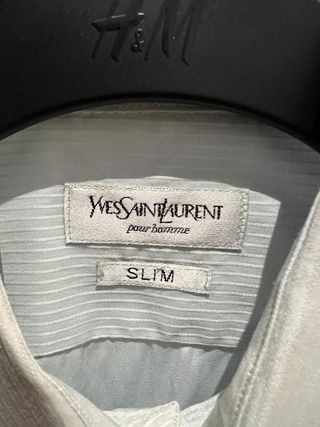 H&M
YVESSAINTLAURENT
pour homme
SLIM